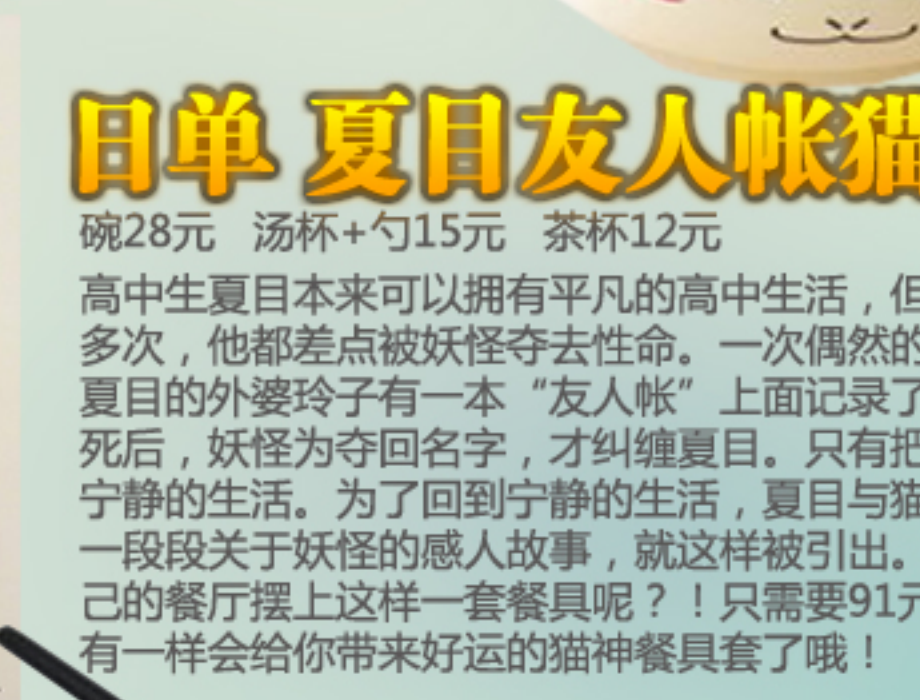 日单 夏目友人帐猫
碗28元 汤杯+勺15元 茶杯12元
高中生夏目本来可以拥有平凡的高中生活，但
多次，他都差点被妖怪夺去性命。一次偶然的
夏目的外婆玲子有一本“友人帐”上面记录了
死后，妖怪为夺回名字，才纠缠夏目。只有把
宁静的生活。为了回到宁静的生活，夏目与猫
一段段关于妖怪的感人故事，就这样被引出。
己的餐厅摆上这样一套餐具呢？！只需要91元
有一样会给你带来好运的猫神餐具套了哦！